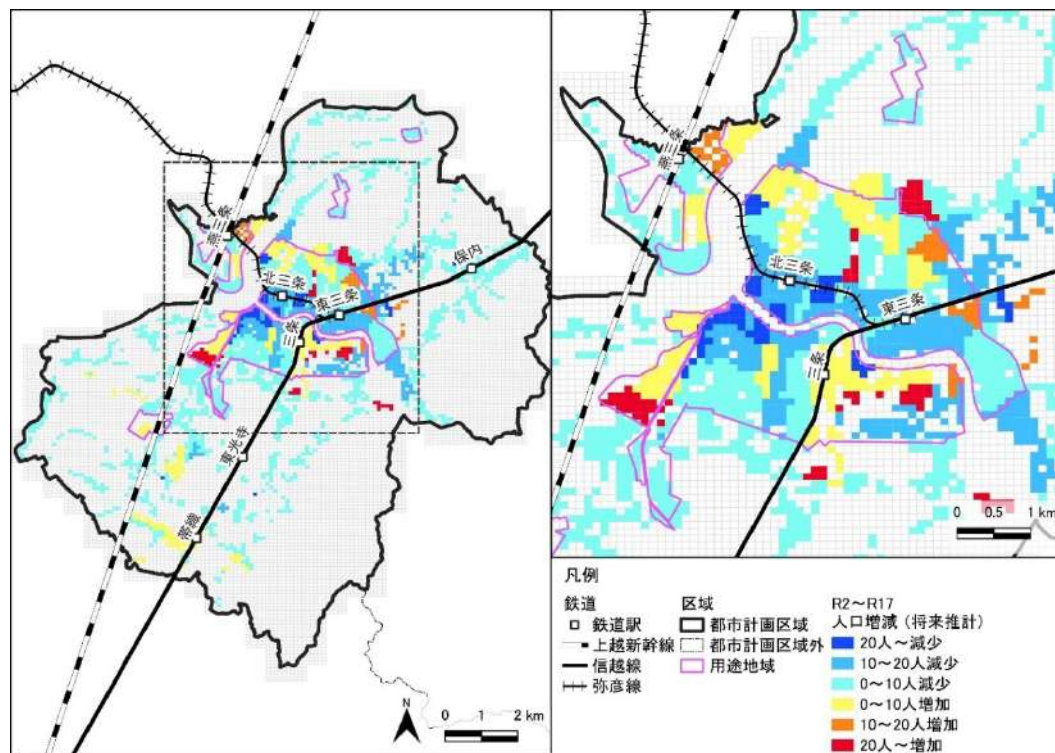 燕三条
保内
北三条
東三条
三条
東光寺
帯織
N
0 1 2 km
燕三条
北三条
東三条
三条
0 0.5 1 km
凡例
鉄道
鉄道駅
上越新幹線
信越線
弥彦線
区域
都市計画区域
都市計画区域外
用途地域
R2～R17
人口増減(将来推計)
20人～減少
10～20人減少
0～10人減少
0～10人増加
10～20人増加
20人～増加